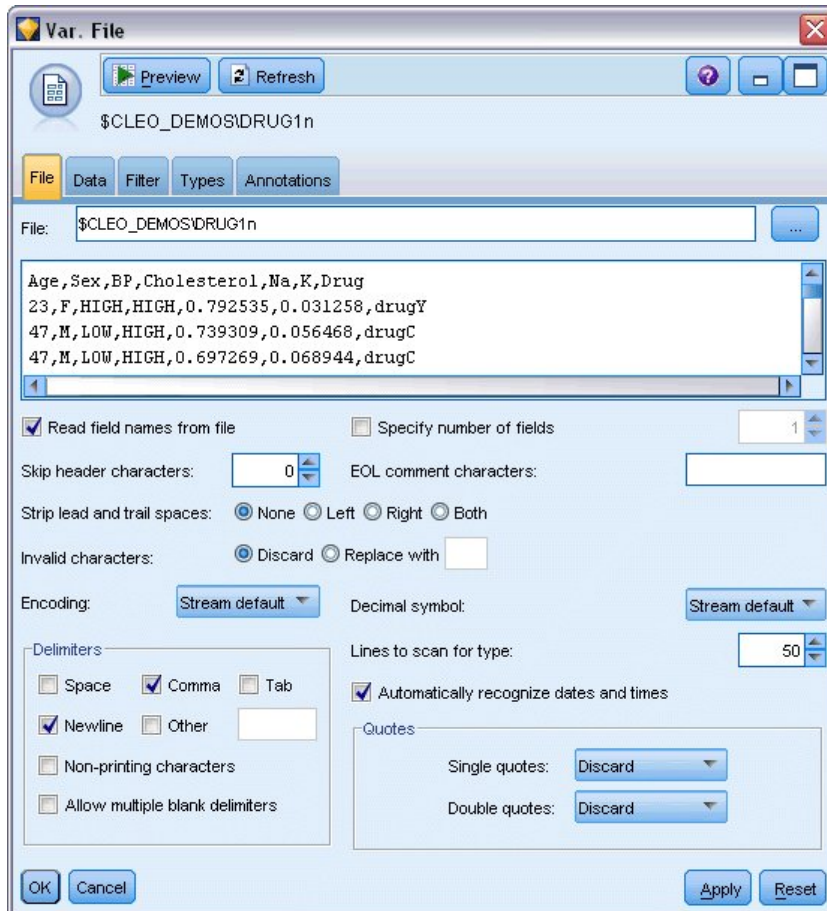 Var. File
Preview Refresh
$CLEO_DEMOS\DRUG1n
File Data Filter Types Annotations
File: $CLEO_DEMOS\DRUG1n ...
Age,Sex,BP,Cholesterol,Na,K,Drug
23,F,HIGH,HIGH,0.792535,0.031258,drugY
47,M,LOW,HIGH,0.739309,0.056468,drugC
47,M,LOW,HIGH,0.697269,0.068944,drugC
Read field names from file Specify number of fields 1
Skip header characters: 0 EOL comment characters:
Strip lead and trail spaces: None Left Right Both
Invalid characters: Discard Replace with
Encoding: Stream default Decimal symbol: Stream default
Delimiters Lines to scan for type: 50
Space Comma Tab Automatically recognize dates and times
Newline Other Quotes
Non-printing characters Single quotes: Discard
Allow multiple blank delimiters Double quotes: Discard
OK Cancel Apply Reset